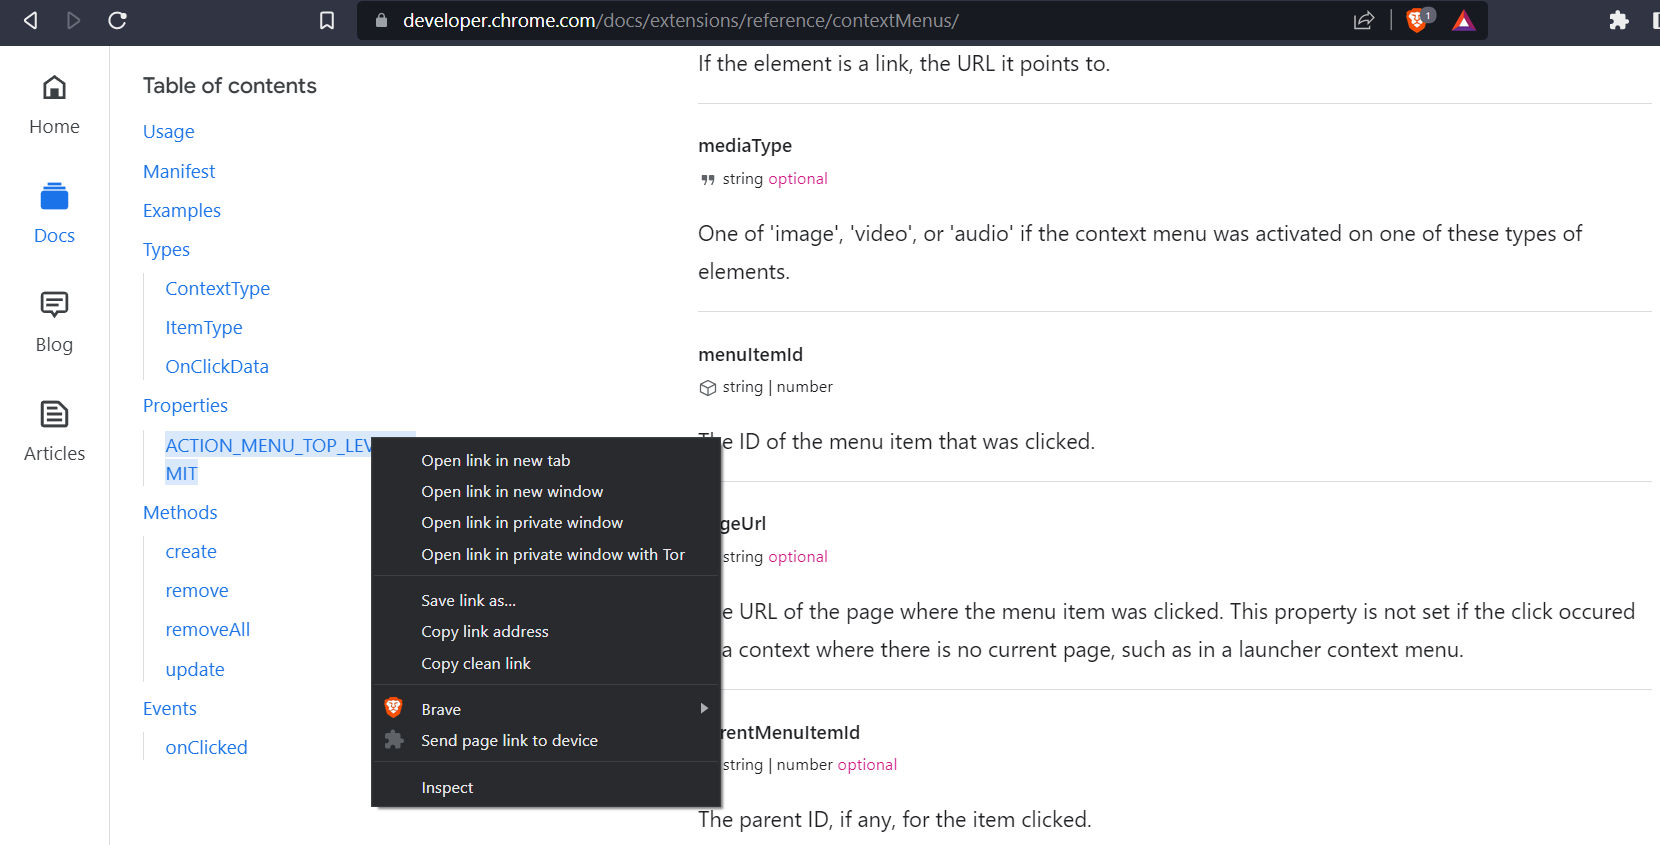 developer.chrome.com/docs/extensions/reference/contextMenus/
1
Home
Docs
Blog
Articles
Table of contents
Usage
Manifest
Examples
Types
ContextType
ItemType
OnClickData
Properties
ACTION_MENU_TOP_LEV
MIT
Methods
create
remove
removeAll
update
Events
onClicked
Open link in new tab
Open link in new window
Open link in private window
Open link in private window with Tor
Save link as...
Copy link address
Copy clean link
Brave
Send page link to device
Inspect
If the element is a link, the URL it points to.
mediaType
string optional
One of 'image', 'video', or 'audio' if the context menu was activated on one of these types of
elements.
menuItemId
string | number
The ID of the menu item that was clicked.
geUrl
string optional
e URL of the page where the menu item was clicked. This property is not set if the click occured
a context where there is no current page, such as in a launcher context menu.
rentMenuItemId
string | number optional
The parent ID, if any, for the item clicked.